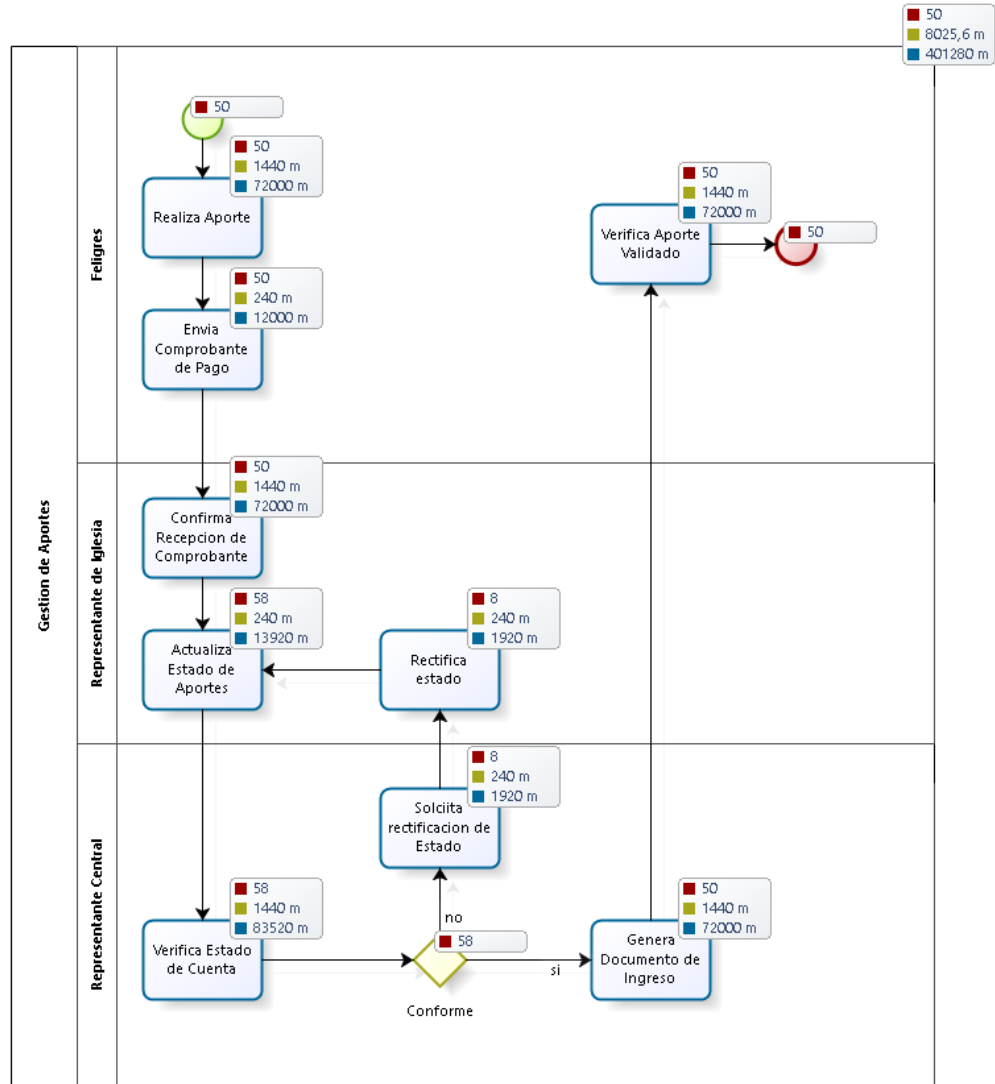 50
8025,6 m
401280 m
Gestion de Aportes
Feligres
50
50
1440 m
72000 m
Realiza Aporte
50
240 m
12000 m
Envia
Comprobante
de Pago
50
1440 m
72000 m
Verifica Aporte
Validado
50
Representante de Iglesia
50
1440 m
72000 m
Confirma
Recepcion de
Comprobante
58
240 m
13920 m
Actualiza
Estado de
Aportes
8
240 m
1920 m
Rectifica
estado
Representante Central
8
240 m
1920 m
Solciita
rectificacion de
Estado
58
1440 m
83520 m
Verifica Estado
de Cuenta
no
58
Conforme
si
50
1440 m
72000 m
Genera
Documento de
Ingreso